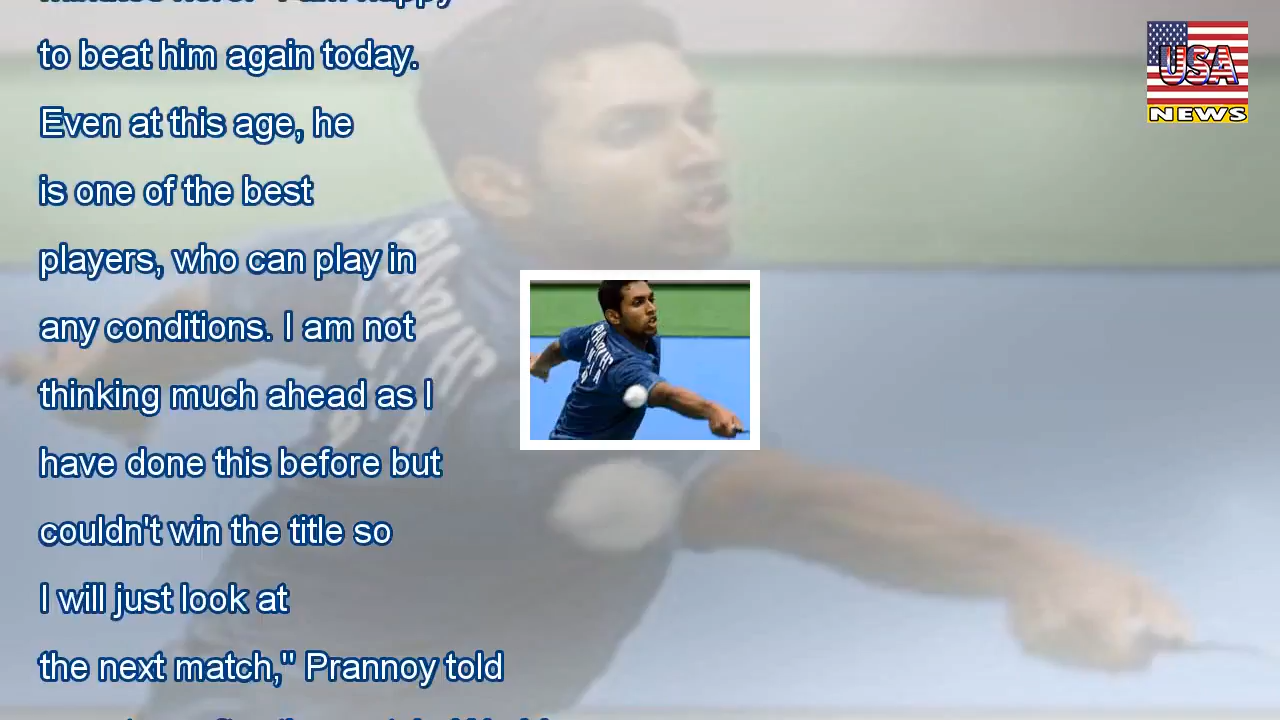 to beat him again today.
Even at this age, he
is one of the best
players, who can play in
any conditions. I am not
thinking much ahead as I
have done this before but
couldn't win the title so
I will just look at
the next match," Prannoy told
USA
NEWS